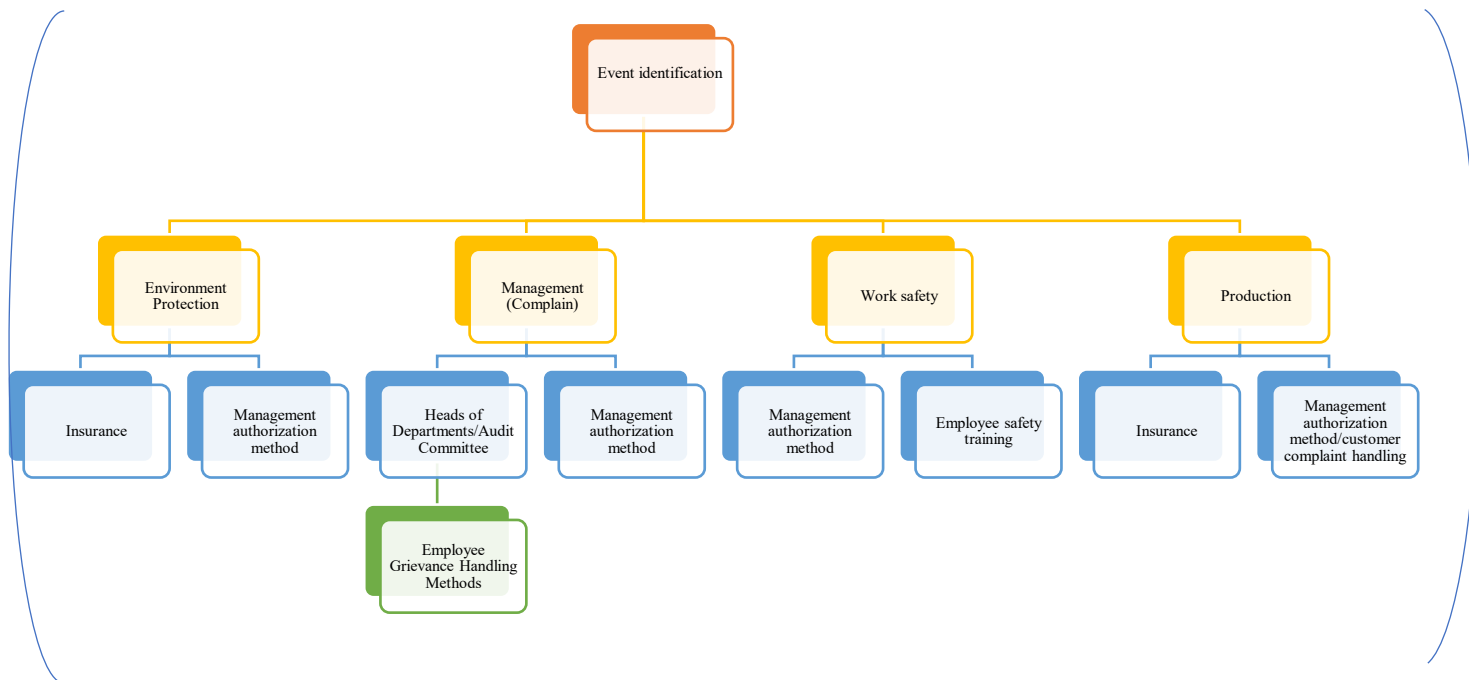 Event identification
Environment
Protection
Management
(Complain)
Work safety
Production
Insurance
Management
authorization
method
Heads of
Departments/Audit
Committee
Management
authorization
method
Management
authorization
method
Employee safety
training
Insurance
Management
authorization
method/customer
complaint handling
Employee
Grievance Handling
Methods